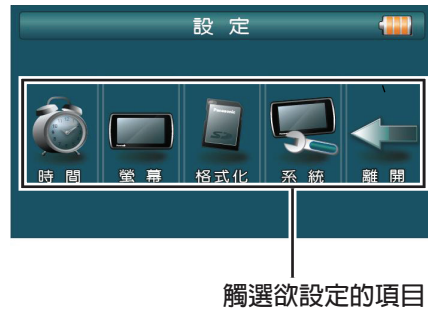 設 定
Panasonic
時 間 螢 幕 格式化 系 統 離 開
觸選欲設定的項目